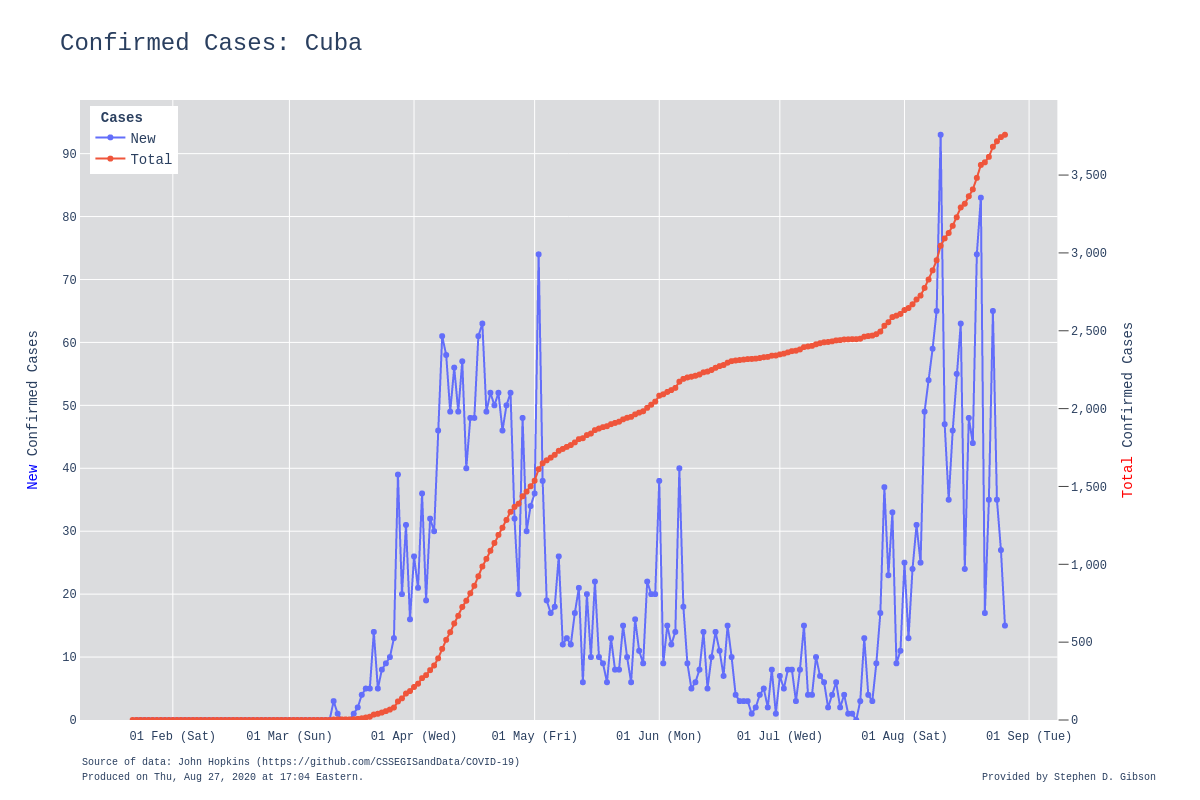 Confirmed Cases: Cuba
Cases
New
Total
90
80
70
60
50
40
30
20
10
0
New Confirmed Cases
3,500
3,000
2,500
2,000
1,500
1,000
500
0
Total Confirmed Cases
01 Feb (Sat) 01 Mar (Sun) 01 Apr (Wed) 01 May (Fri) 01 Jun (Mon) 01 Jul (Wed) 01 Aug (Sat) 01 Sep (Tue)
Source of data: John Hopkins (https://github.com/CSSEGISandData/COVID-19)
Produced on Thu, Aug 27, 2020 at 17:04 Eastern.
Provided by Stephen D. Gibson